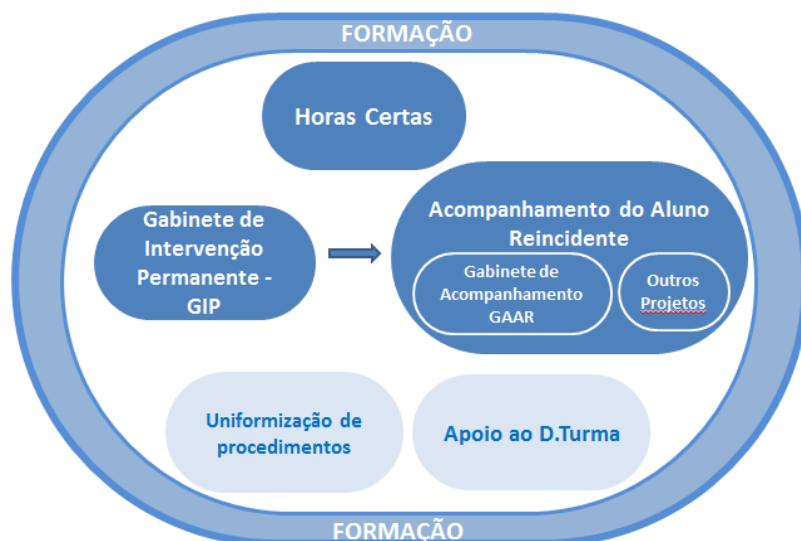 FORMAÇÃO
Horas Certas
Gabinete de
Intervenção
Permanente -
GIP
Acompanhamento do Aluno
Reincidente
Gabinete de
Acompanhamento
GAAR
Outros
Projetos
Uniformização de
procedimentos
Apoio ao D.Turma
FORMAÇÃO